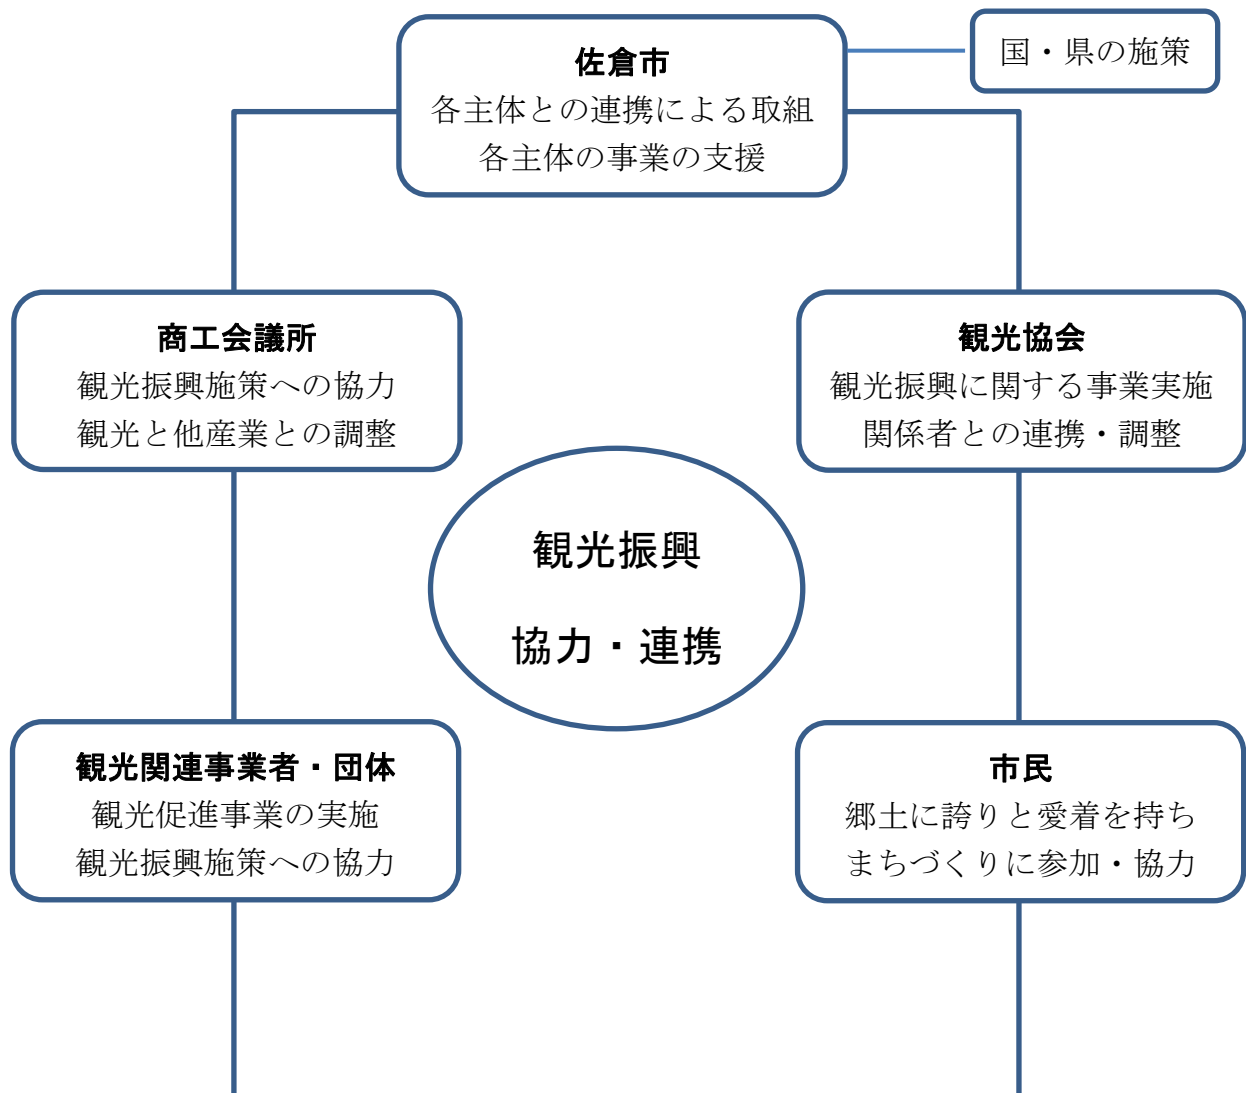 佐倉市
各主体との連携による取組
各主体の事業の支援
国・県の施策
商工会議所
観光振興施策への協力
観光と他産業との調整
観光協会
観光振興に関する事業実施
関係者との連携・調整
観光振興
協力・連携
観光関連事業者・団体
観光促進事業の実施
観光振興施策への協力
市民
郷土に誇りと愛着を持ち
まちづくりに参加・協力